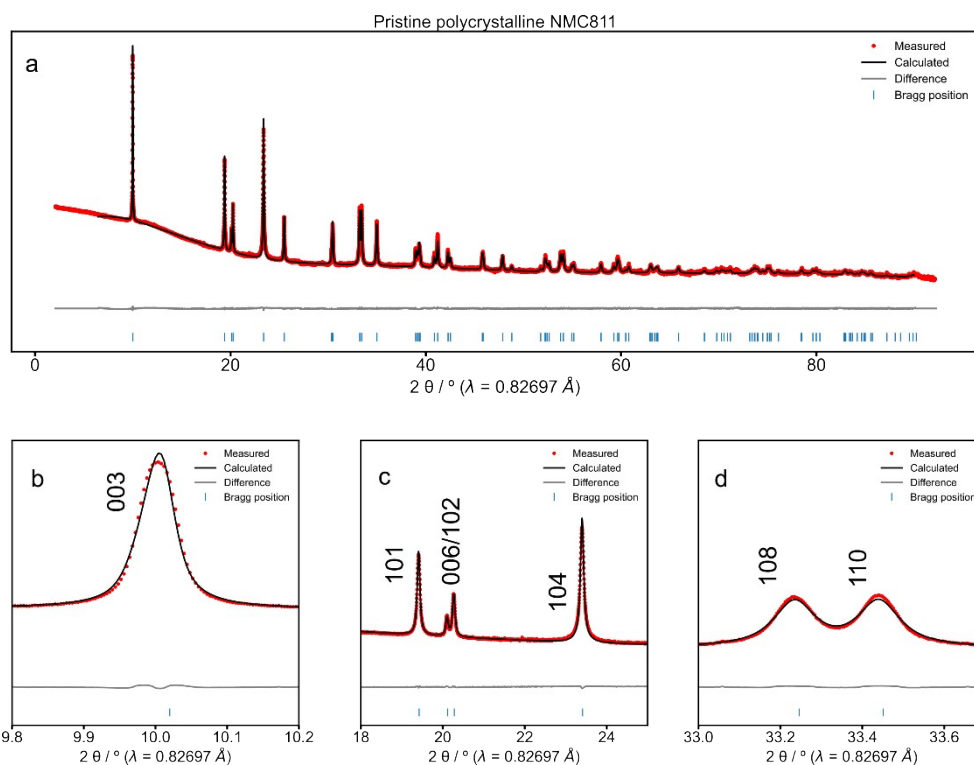 Pristine polycrystalline NMC811
a
Measured
Calculated
Difference
Bragg position
0 20 40 60 80
2 θ / º (λ = 0.82697 Å)
b
003
Measured
Calculated
Difference
Bragg position
9.8 9.9 10.0 10.1 10.2
2 θ / º (λ = 0.82697 Å)
c
101
006/102
104
Measured
Calculated
Difference
Bragg position
18 20 22 24
2 θ / º (λ = 0.82697 Å)
d
108
110
Measured
Calculated
Difference
Bragg position
33.0 33.2 33.4 33.6
2 θ / º (λ = 0.82697 Å)